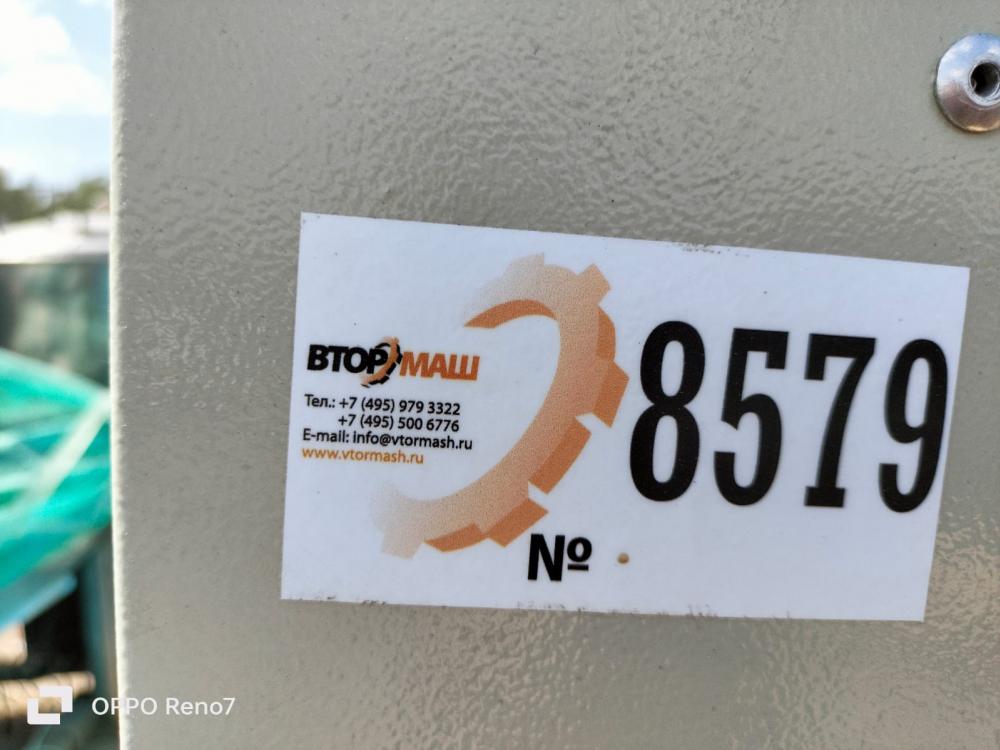 ВТОРМАШ
Тел.: +7 (495) 979 3322
+7 (495) 500 6776
E-mail: info@vtormash.ru
www.vtormash.ru
8579
№
OPPO Reno7